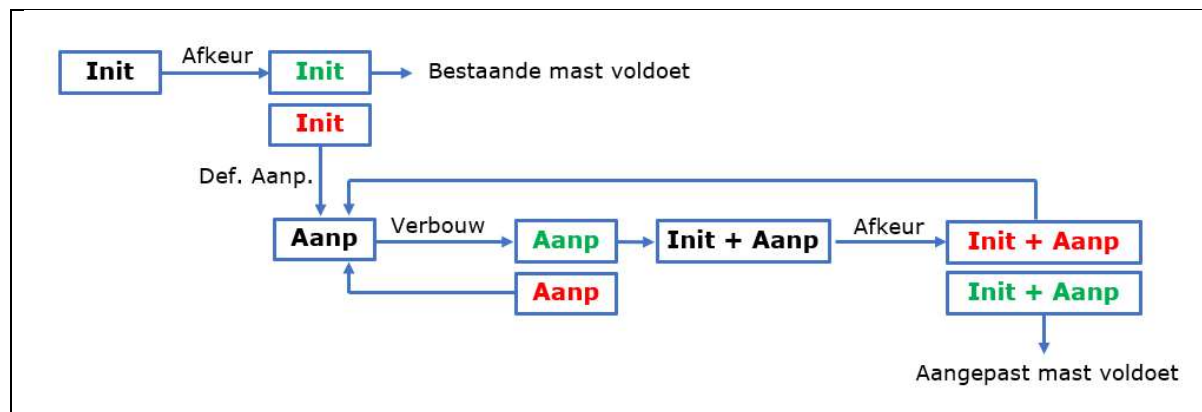 Afkeur
Init
Init
Bestaande mast voldoet
Init
Def. Aanp.
Aanp
Verbouw
Aanp
Init + Aanp
Afkeur
Init + Aanp
Aanp
Init + Aanp
Aangepast mast voldoet